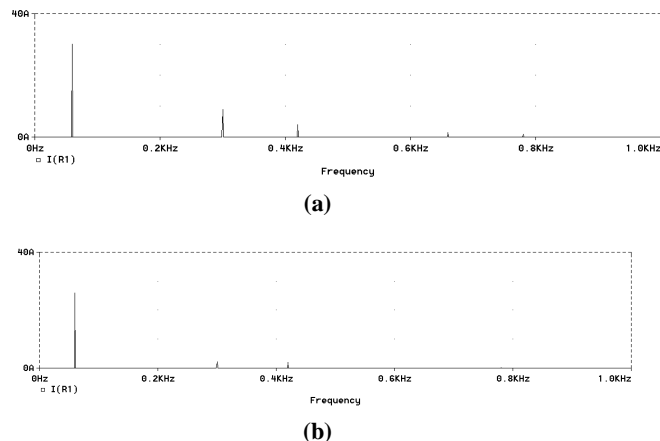 40A
0A
0Hz 0.2KHz 0.4KHz 0.6KHz 0.8KHz 1.0KHz
I(R1)
Frequency
(a)
40A
0A
0Hz 0.2KHz 0.4KHz 0.6KHz 0.8KHz 1.0KHz
I(R1)
Frequency
(b)